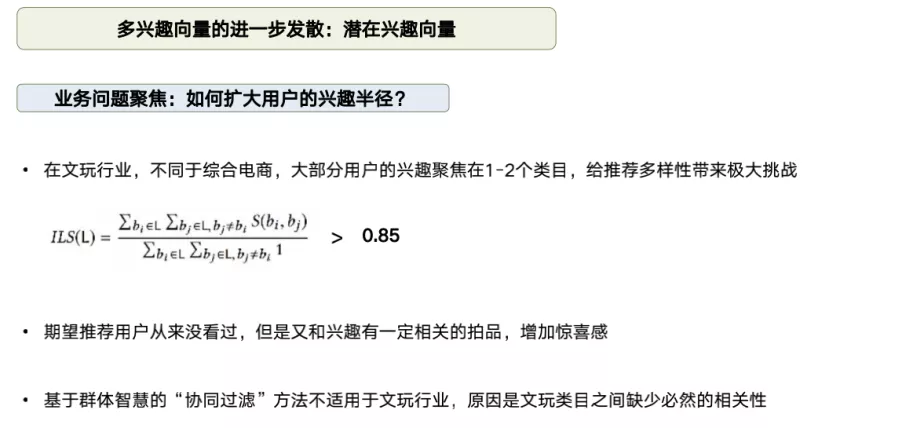 多兴趣向量的进一步发散：潜在兴趣向量
业务问题聚焦：如何扩大用户的兴趣半径？
• 在文玩行业，不同于综合电商，大部分用户的兴趣聚焦在1-2个类目，给推荐多样性带来极大挑战
ILS(L) = \frac{\sum_{b_i∈L} \sum_{b_j∈L,b_j≠b_i} S(b_i, b_j)}{\sum_{b_i∈L} \sum_{b_j∈L,b_j≠b_i} 1} > 0.85
• 期望推荐用户从来没看过，但是又和兴趣有一定相关的拍品，增加惊喜感
• 基于群体智慧的“协同过滤”方法不适用于文玩行业，原因是文玩类目之间缺少必然的相关性